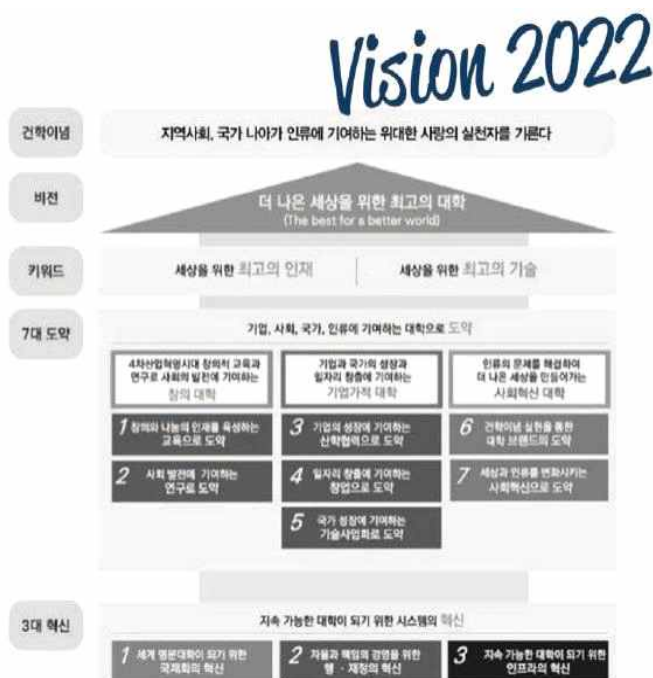 Vision 2022
건학이념
지역사회, 국가 나아가 인류에 기여하는 위대한 사랑의 실천자를 기른다
비전
더 나은 세상을 위한 최고의 대학
(The best for a better world)
키워드
세상을 위한 최고의 인재
세상을 위한 최고의 기술
7대 도약
기업, 사회, 국가, 인류에 기여하는 대학으로 도약
4차산업혁명시대 창의적 교육과
연구로 사회의 발전에 기여하는
창의 대학
1 창의와 나눔의 인재를 육성하는
교육으로 도약
2 사회 발전에 기여하는
연구로 도약
기업과 국가의 성장과
일자리 창출에 기여하는
기업가적 대학
3 기업의 성장에 기여하는
산학협력으로 도약
4 일자리 창출에 기여하는
창업으로 도약
5 국가 성장에 기여하는
기술사업화로 도약
인류의 문제를 해결하여
더 나은 세상을 만들어가는
사회혁신 대학
6 건학이념 실현을 통한
대학 브랜드의 도약
7 세상과 인류를 변화시키는
사회혁신으로 도약
3대 혁신
지속 가능한 대학이 되기 위한 시스템의 혁신
1 세계 명문대학이 되기 위한
국제화의 혁신
2 자율과 책임의 경영을 위한
행 · 재정의 혁신
3 지속 가능한 대학이 되기 위한
인프라의 혁신